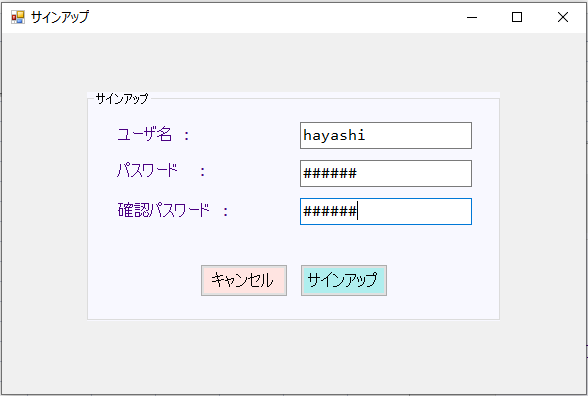 サインアップ
サインアップ
ユーザ名 : hayashi
パスワード : ######
確認パスワード : ######
キャンセル サインアップ